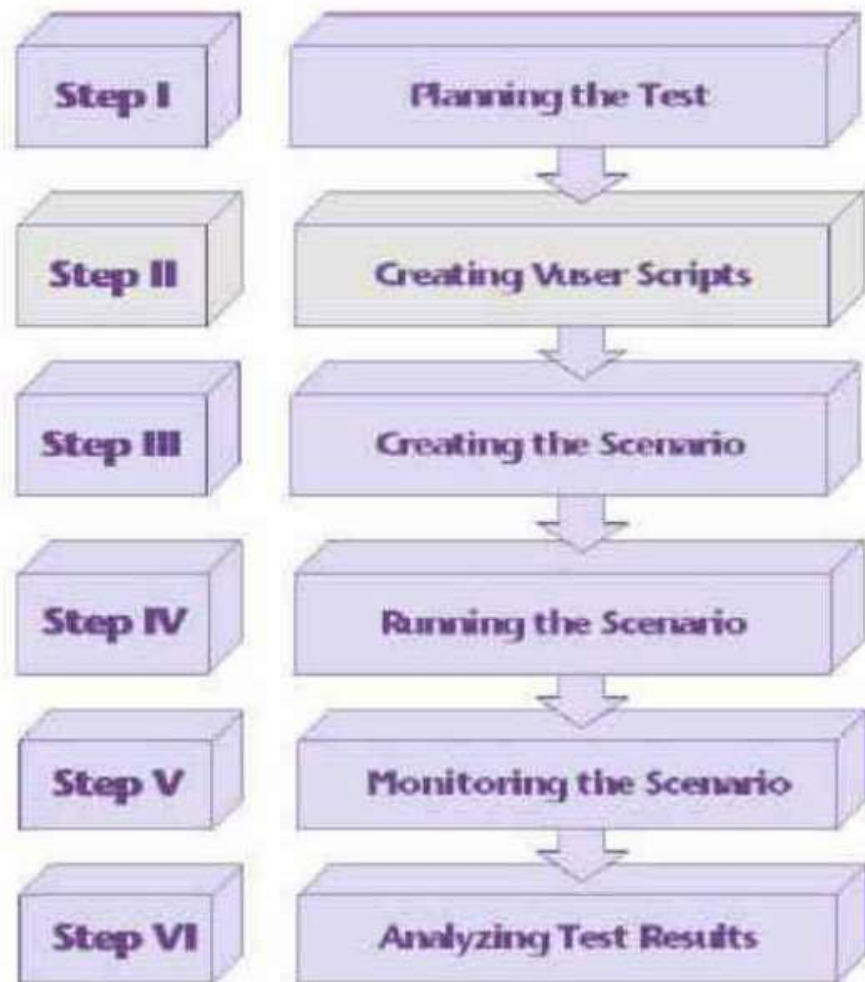 Step I
Planning the Test
Step II
Creating Vuser Scripts
Step III
Creating the Scenario
Step IV
Running the Scenario
Step V
Monitoring the Scenario
Step VI
Analyzing Test Results